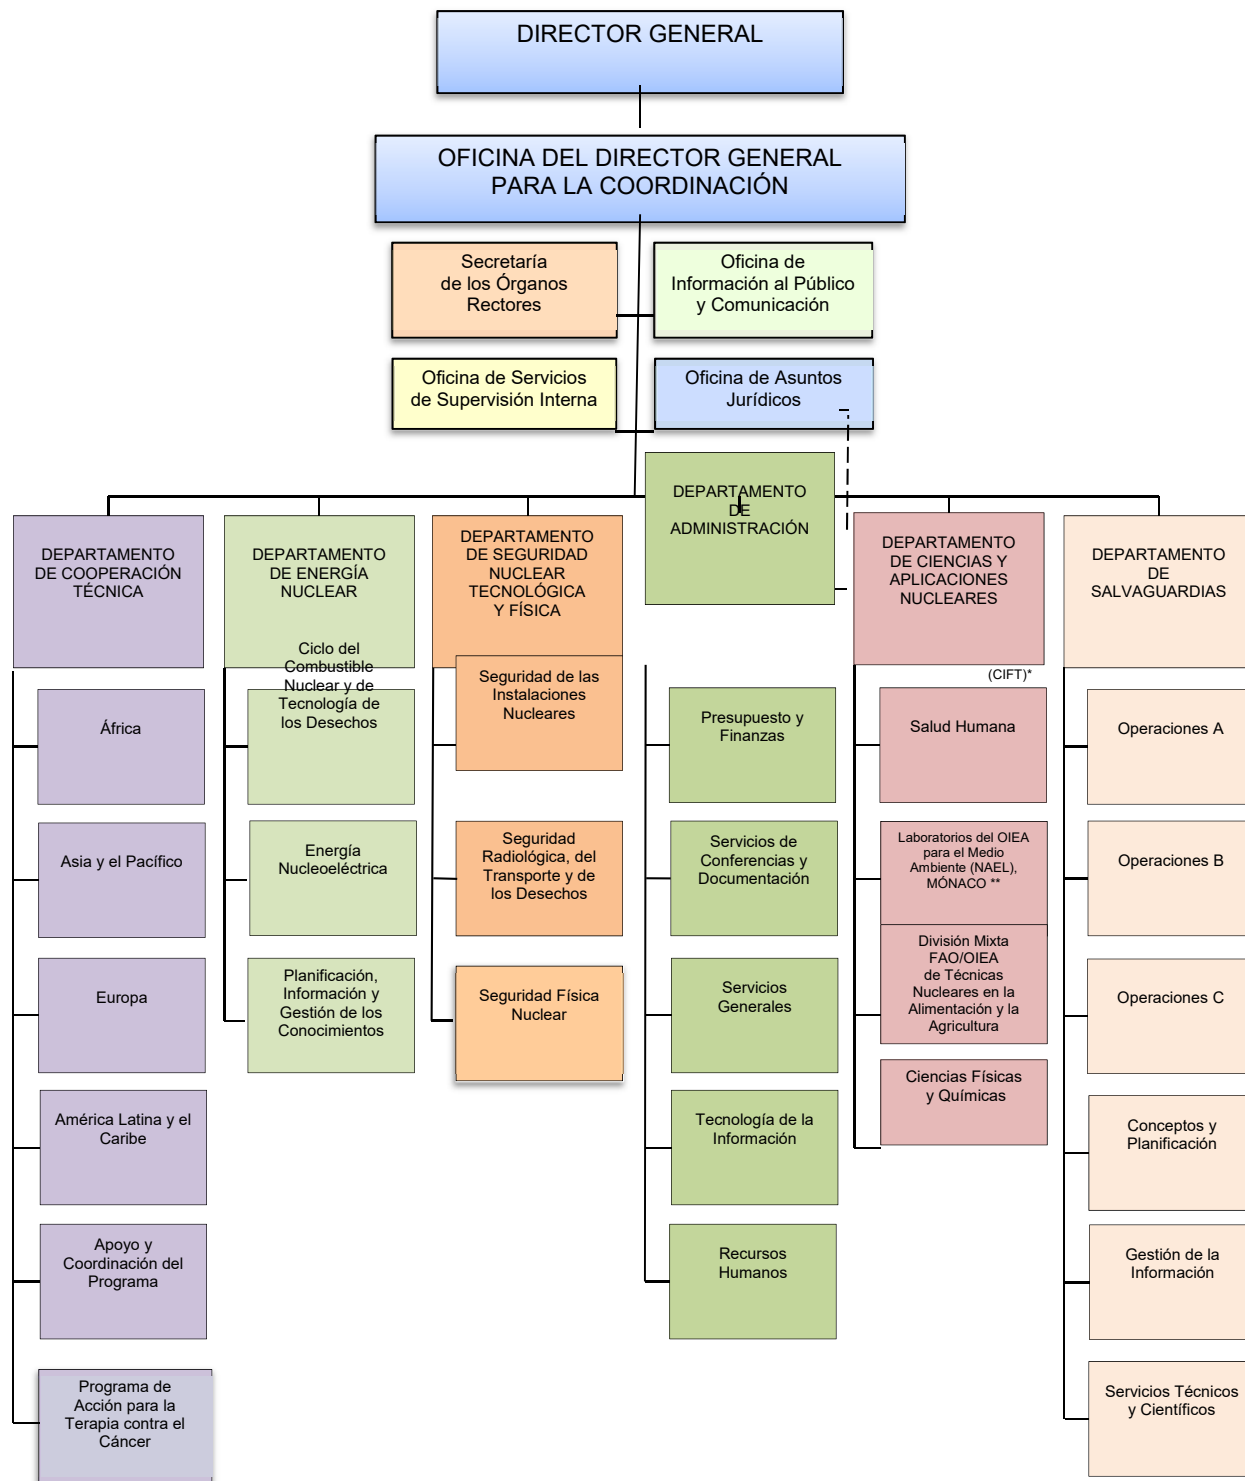 DIRECTOR GENERAL
OFICINA DEL DIRECTOR GENERAL
PARA LA COORDINACIÓN
Secretaría
de los Órganos
Rectores
Oficina de
Información al Público
y Comunicación
Oficina de Servicios
de Supervisión Interna
Oficina de Asuntos
Jurídicos
DEPARTAMENTO
DE COOPERACIÓN
TÉCNICA
DEPARTAMENTO
DE ENERGÍA
NUCLEAR
DEPARTAMENTO
DE SEGURIDAD
NUCLEAR
TECNOLÓGICA
Y FÍSICA
DEPARTAMENTO
DE
ADMINISTRACIÓN
DEPARTAMENTO
DE CIENCIAS Y
APLICACIONES
NUCLEARES
(CIFT)*
DEPARTAMENTO
DE
SALVAGUARDIAS
África
Asia y el Pacífico
Europa
América Latina y el
Caribe
Apoyo y
Coordinación del
Programa
Programa de
Acción para la
Terapia contra el
Cáncer
Ciclo del
Combustible
Nuclear y de
Tecnología de
los Desechos
Energía
Nucleoeléctrica
Planificación,
Información y
Gestión de los
Conocimientos
Seguridad de las
Instalaciones
Nucleares
Seguridad
Radiológica, del
Transporte y de
los Desechos
Seguridad Física
Nuclear
Presupuesto y
Finanzas
Servicios de
Conferencias y
Documentación
Servicios
Generales
Tecnología de la
Información
Recursos
Humanos
Salud Humana
Laboratorios del OIEA
para el Medio
Ambiente (NAEL),
MÓNACO **
División Mixta
FAO/OIEA
de Técnicas
Nucleares en la
Alimentación y la
Agricultura
Ciencias Físicas
y Químicas
Operaciones A
Operaciones B
Operaciones C
Conceptos y
Planificación
Gestión de la
Información
Servicios Técnicos
y Científicos